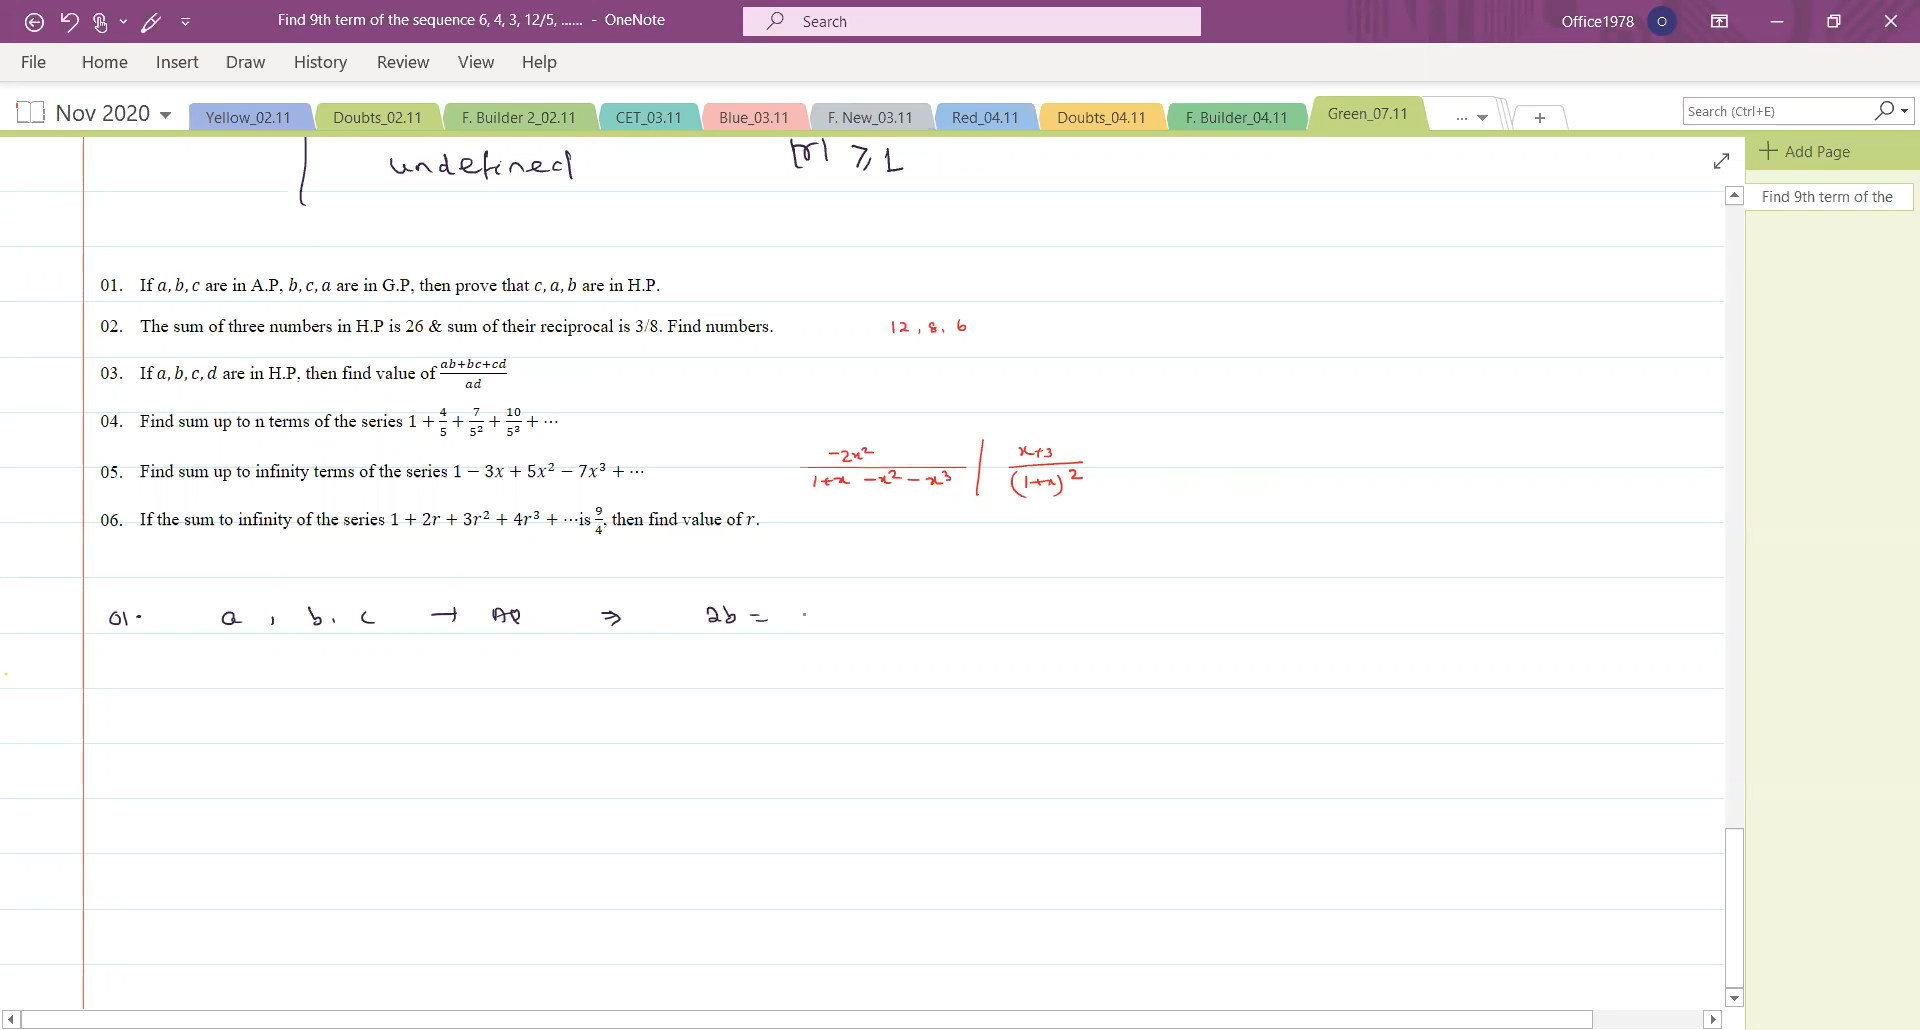 Find 9th term of the sequence 6, 4, 3, 12/5, ...... - OneNote
Search
Office1978 O
File Home Insert Draw History Review View Help
Nov 2020 Yellow_02.11 Doubts_02.11 F. Builder 2_02.11 CET_03.11 Blue_03.11 F. New_03.11 Red_04.11 Doubts_04.11 F. Builder_04.11 Green_07.11 ... +
Search (Ctrl+E)
Add Page
Find 9th term of the
undefined |r| ⩾ 1
01. If a, b, c are in A.P, b, c, a are in G.P, then prove that c, a, b are in H.P.
02. The sum of three numbers in H.P is 26 & sum of their reciprocal is 3/8. Find numbers. 12, 8, 6
03. If a, b, c, d are in H.P, then find value of (ab+bc+cd)/(ad)
04. Find sum up to n terms of the series 1 + 4/5 + 7/5² + 10/5³ + ⋯
05. Find sum up to infinity terms of the series 1 − 3x + 5x² − 7x³ + ⋯ -2x²/(1+x -x² - x³) | (x+3)/(1+x)²
06. If the sum to infinity of the series 1 + 2r + 3r² + 4r³ + ⋯is 9/4, then find value of r.
01. a, b, c → AP ⇒ 2b =